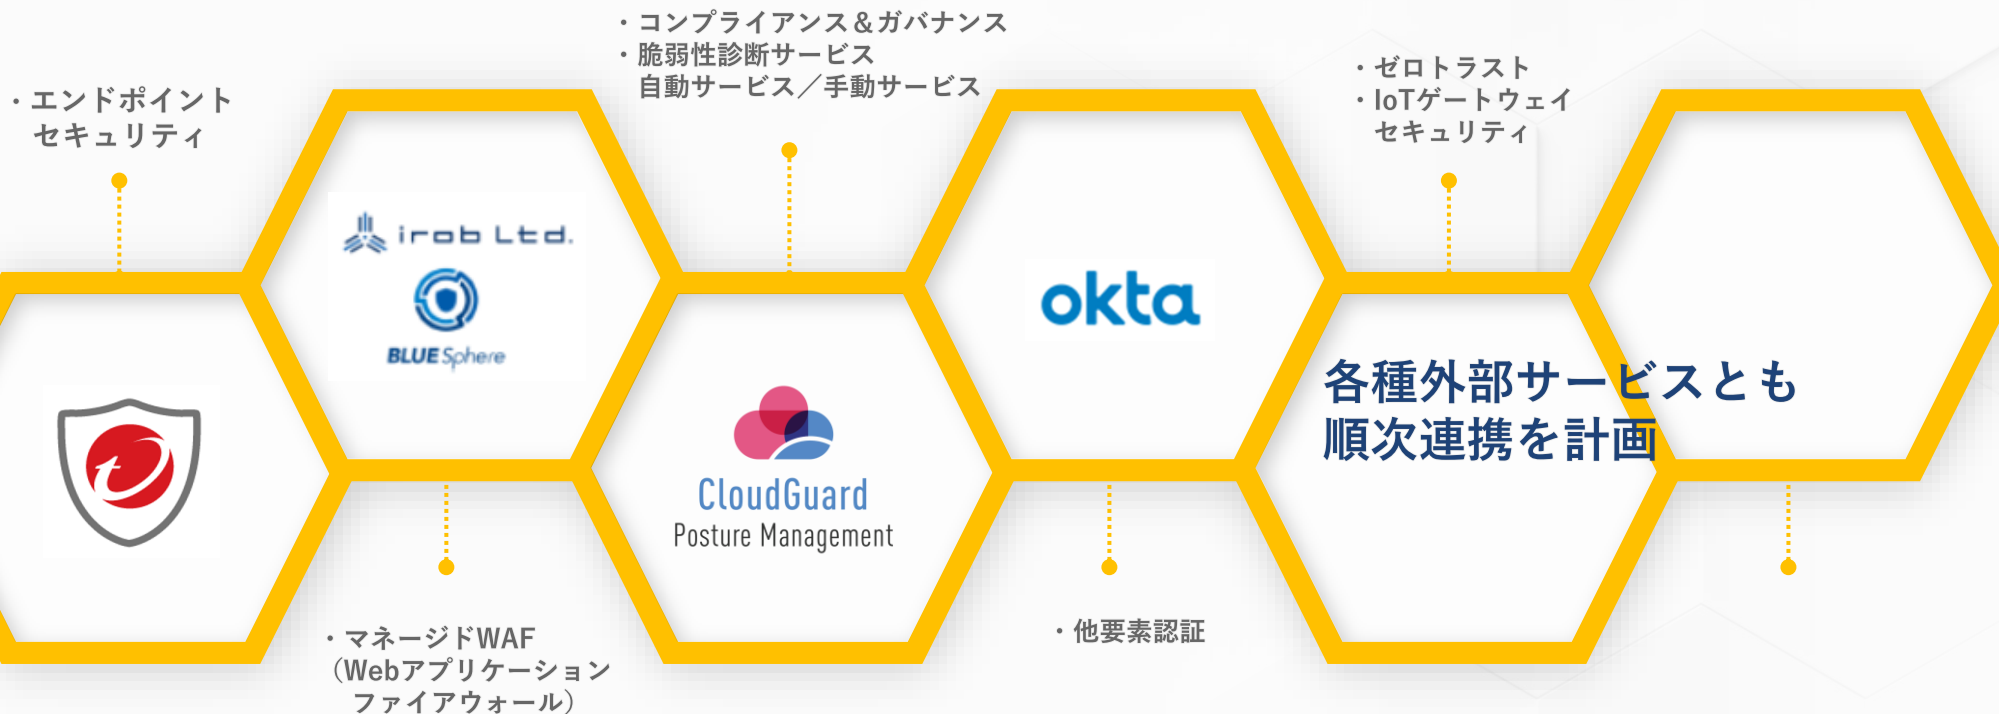 ・エンドポイント
セキュリティ
irob Ltd.
BLUE Sphere
・マネージドWAF
（Webアプリケーション
ファイアウォール）
・コンプライアンス＆ガバナンス
・脆弱性診断サービス
自動サービス／手動サービス
CloudGuard
Posture Management
okta
・他要素認証
・ゼロトラスト
・IoTゲートウェイ
セキュリティ
各種外部サービスとも
順次連携を計画